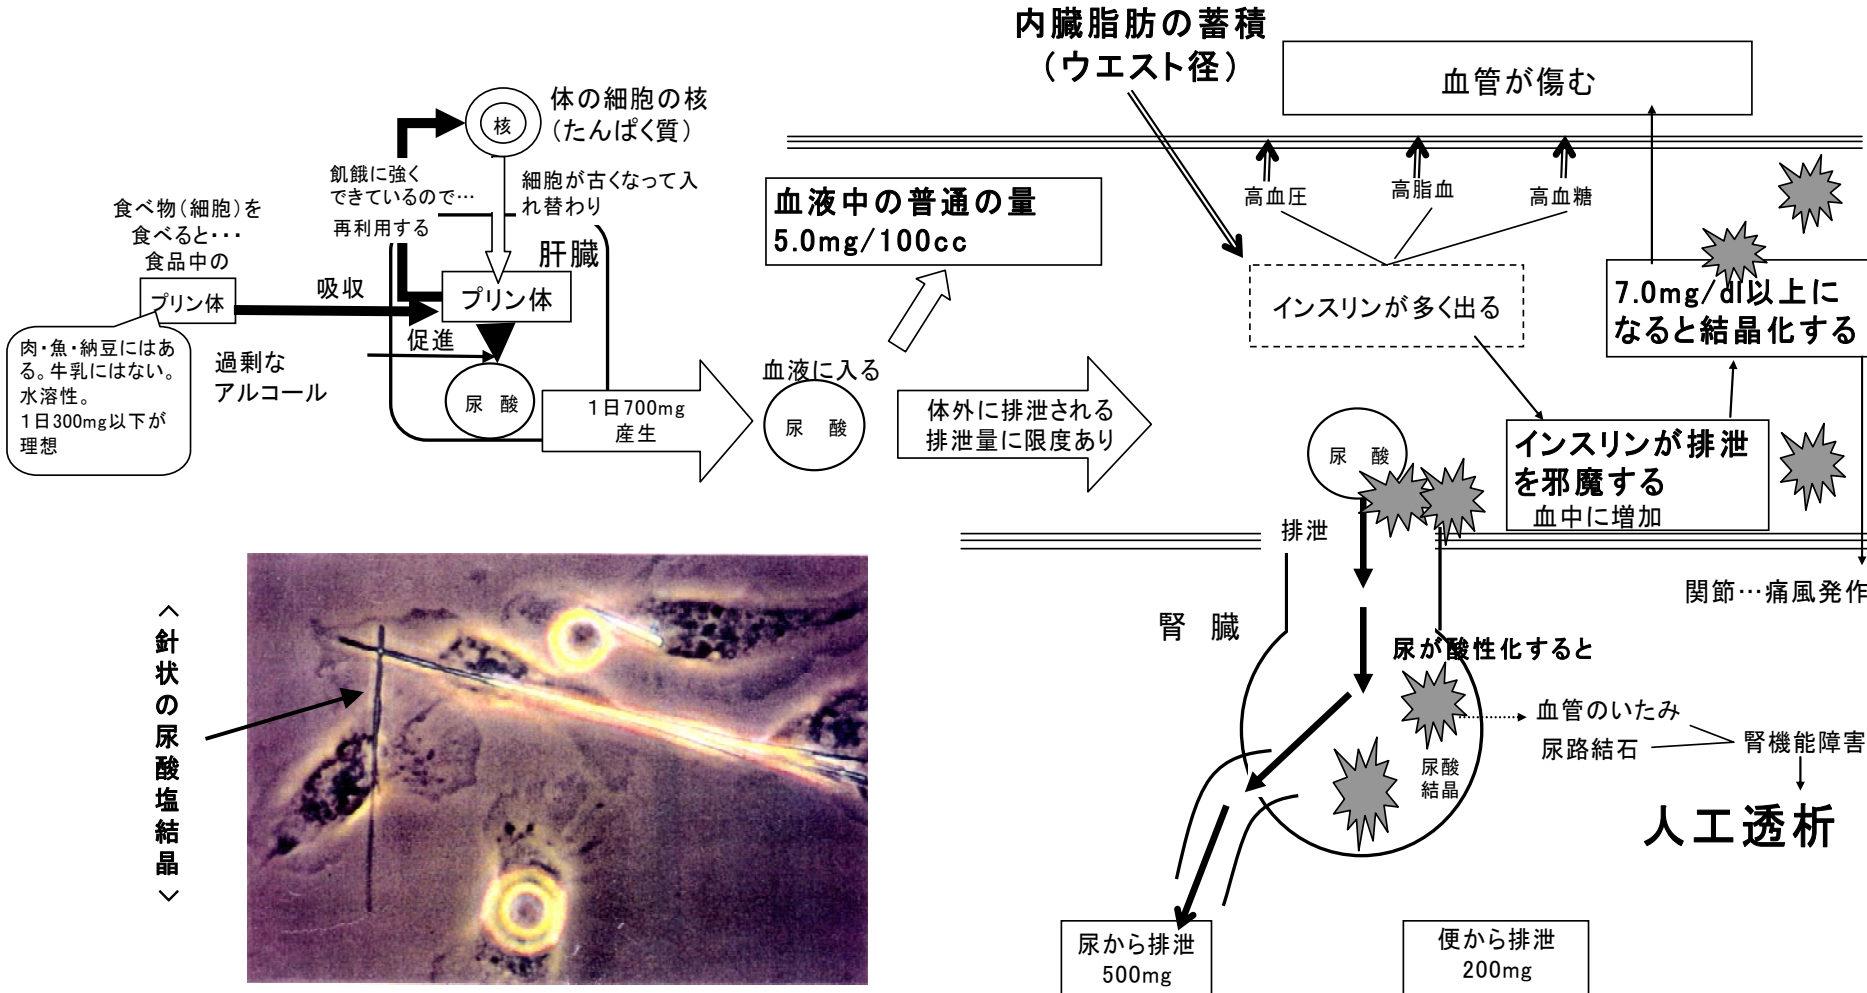 内臓脂肪の蓄積
（ウエスト径）
血管が傷む
核
体の細胞の核
（たんぱく質）
飢餓に強く
できているので…
再利用する
細胞が古くなって入
れ替わり
食べ物（細胞）を
食べると・・・
食品中の
プリン体
吸収
肝臓
プリン体
促進
過剰な
アルコール
尿　酸
肉・魚・納豆にはあ
る。牛乳にはない。
水溶性。
1日300mg以下が
理想
1日700mg
産生
血液中の普通の量
5.0mg/100cc
血液に入る
尿　酸
体外に排泄される
排泄量に限度あり
高血圧
高脂血
高血糖
インスリンが多く出る
7.0mg/dl以上に
なると結晶化する
インスリンが排泄
を邪魔する
血中に増加
尿　酸
排泄
関節…痛風発作
腎　臓
尿が酸性化すると
血管のいたみ
尿路結石
腎機能障害
尿酸
結晶
人工透析
尿から排泄
500mg
便から排泄
200mg
＜針状の尿酸塩結晶＞